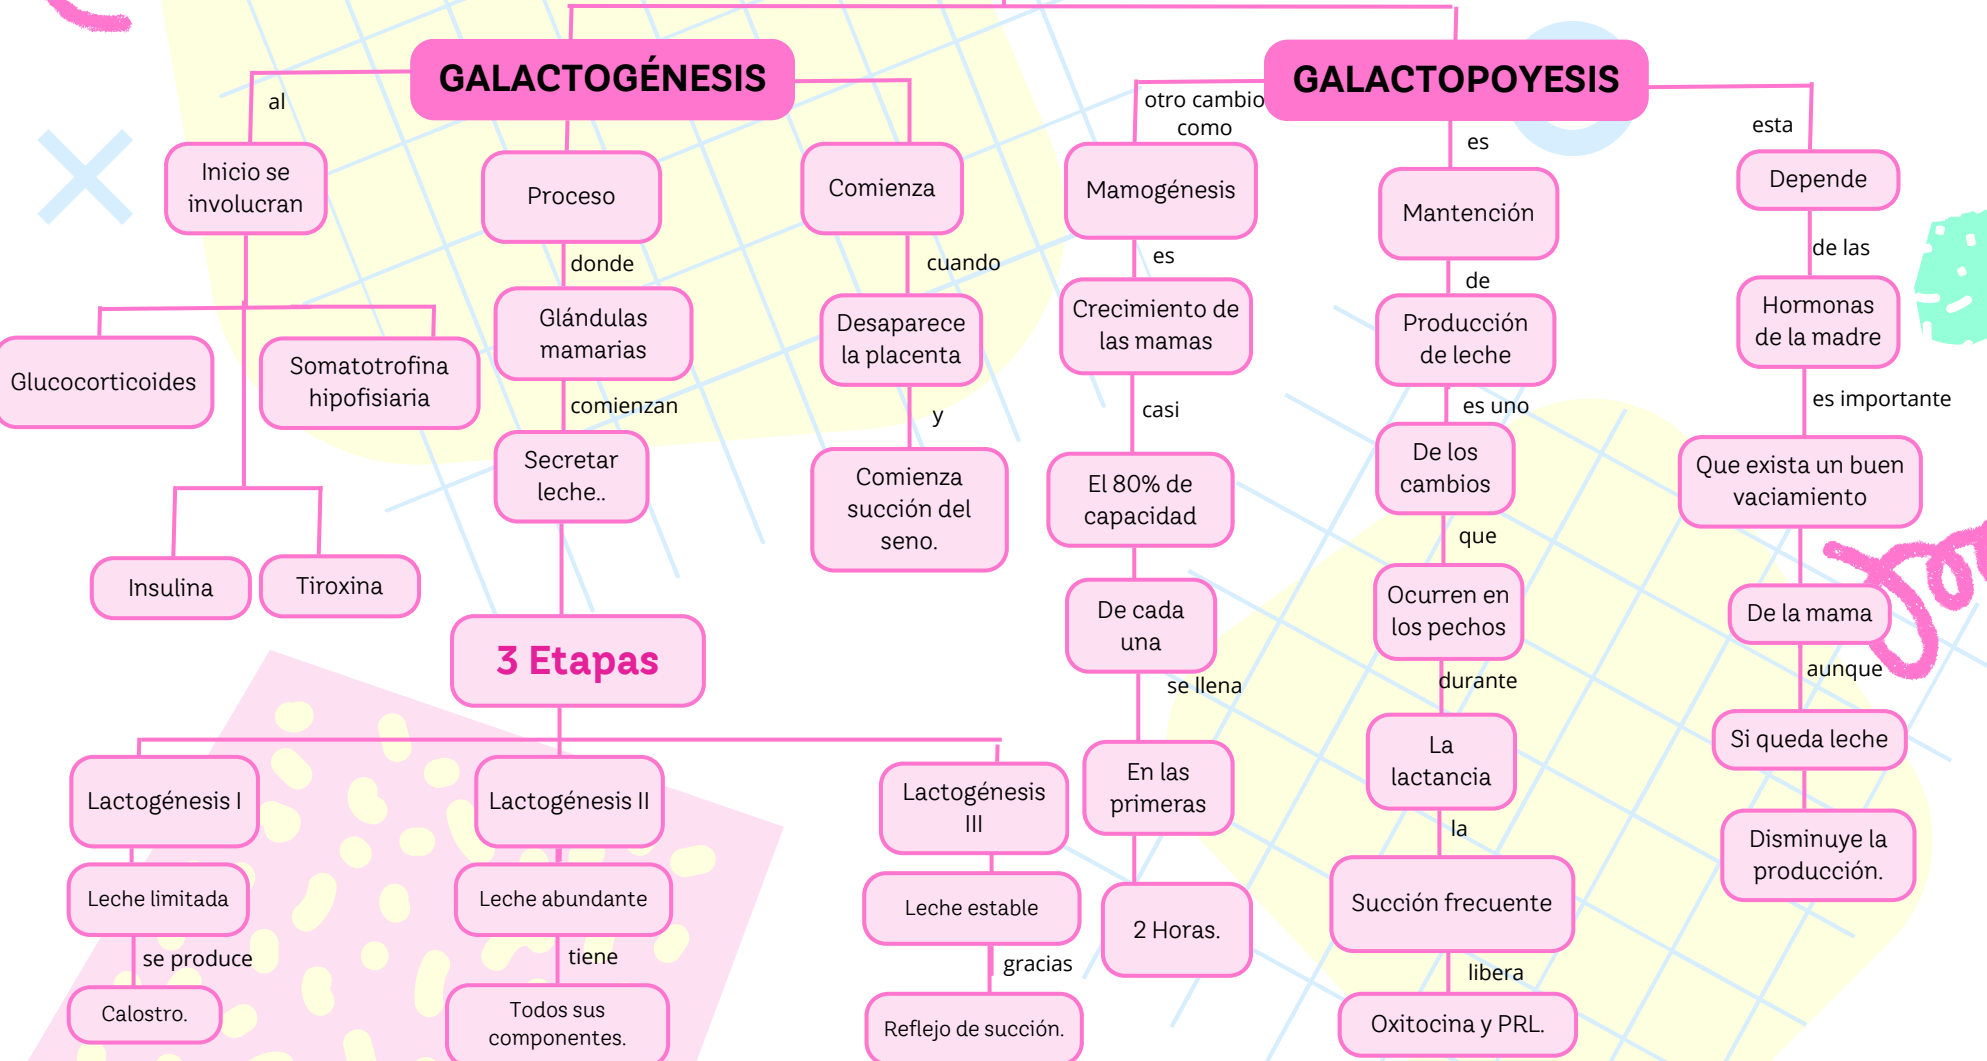 GALACTOGÉNESIS
al
Inicio se
involucran
Glucocorticoides
Somatotrofina
hipofisiaria
Insulina
Tiroxina
Proceso
donde
Glándulas
mamarias
comienzan
Secretar
leche..
3 Etapas
Lactogénesis I
Leche limitada
se produce
Calostro.
Lactogénesis II
Leche abundante
tiene
Todos sus
componentes.
Lactogénesis
III
Leche estable
gracias
Reflejo de succión.
Comienza
cuando
Desaparece
la placenta
y
Comienza
succión del
seno.
GALACTOPOYESIS
otro cambio
como
Mamogénesis
es
Crecimiento de
las mamas
casi
El 80% de
capacidad
De cada
una
se llena
En las
primeras
2 Horas.
es
Mantención
de
Producción
de leche
es uno
De los
cambios
que
Ocurren en
los pechos
durante
La
lactancia
la
Succión frecuente
libera
Oxitocina y PRL.
esta
Depende
de las
Hormonas
de la madre
es importante
Que exista un buen
vaciamiento
De la mama
aunque
Si queda leche
Disminuye la
producción.